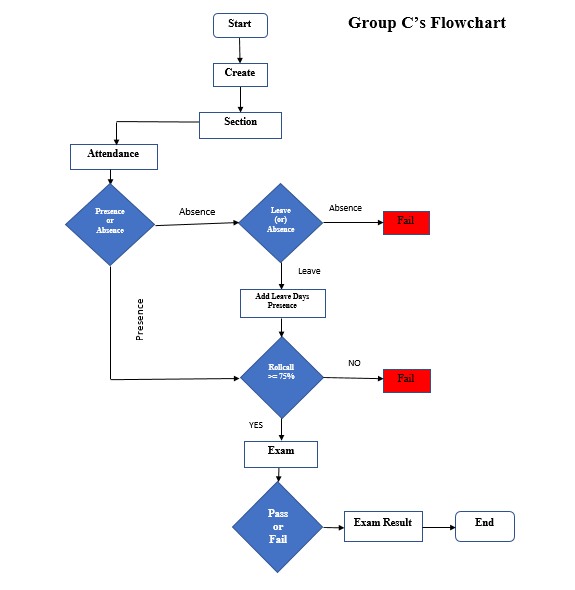 Start
Group C’s Flowchart
Create
Section
Attendance
Presence
or
Absence
Absence
Leave
(or)
Absence
Absence
Fail
Leave
Add Leave Days
Presence
Presence
Rollcall
>= 75%
NO
Fail
YES
Exam
Pass
or
Fail
Exam Result
End